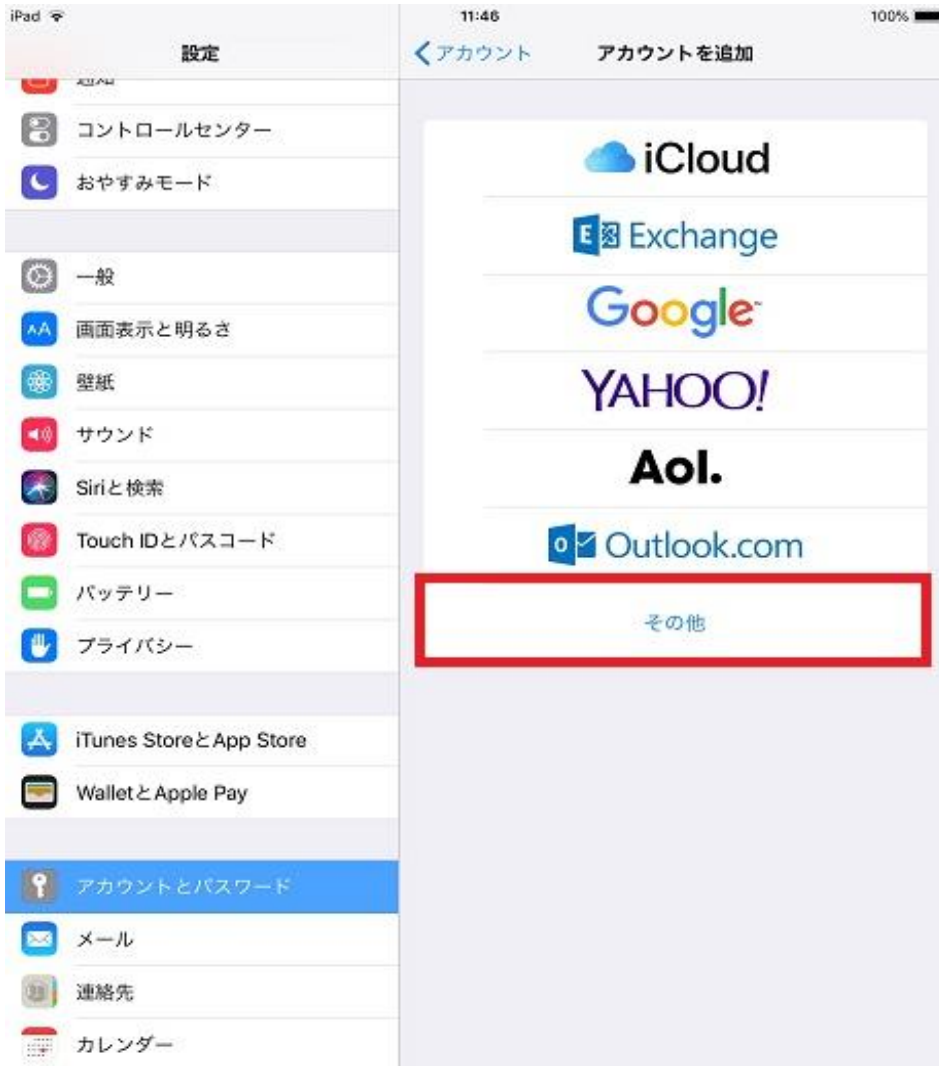 iPad
11:46
100%
設定
アカウント
アカウントを追加
通知
コントロールセンター
おやすみモード
一般
AA
画面表示と明るさ
壁紙
サウンド
Siriと検索
Touch IDとパスコード
バッテリー
プライバシー
iTunes StoreとApp Store
WalletとApple Pay
アカウントとパスワード
メール
連絡先
カレンダー
iCloud
E Exchange
Google
YAHOO!
Aol.
o Outlook.com
その他